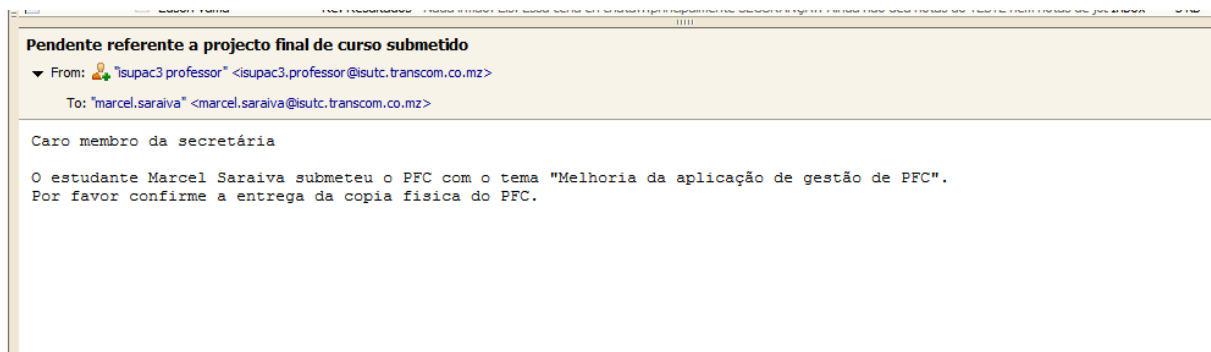 Pendente referente a projecto final de curso submetido
From: "isupac3 professor" <isupac3.professor@isutc.transcom.co.mz>
To: "marcel.saraiva" <marcel.saraiva@isutc.transcom.co.mz>
Caro membro da secretária
O estudante Marcel Saraiva submeteu o PFC com o tema "Melhoria da aplicação de gestão de PFC".
Por favor confirme a entrega da copia fisica do PFC.